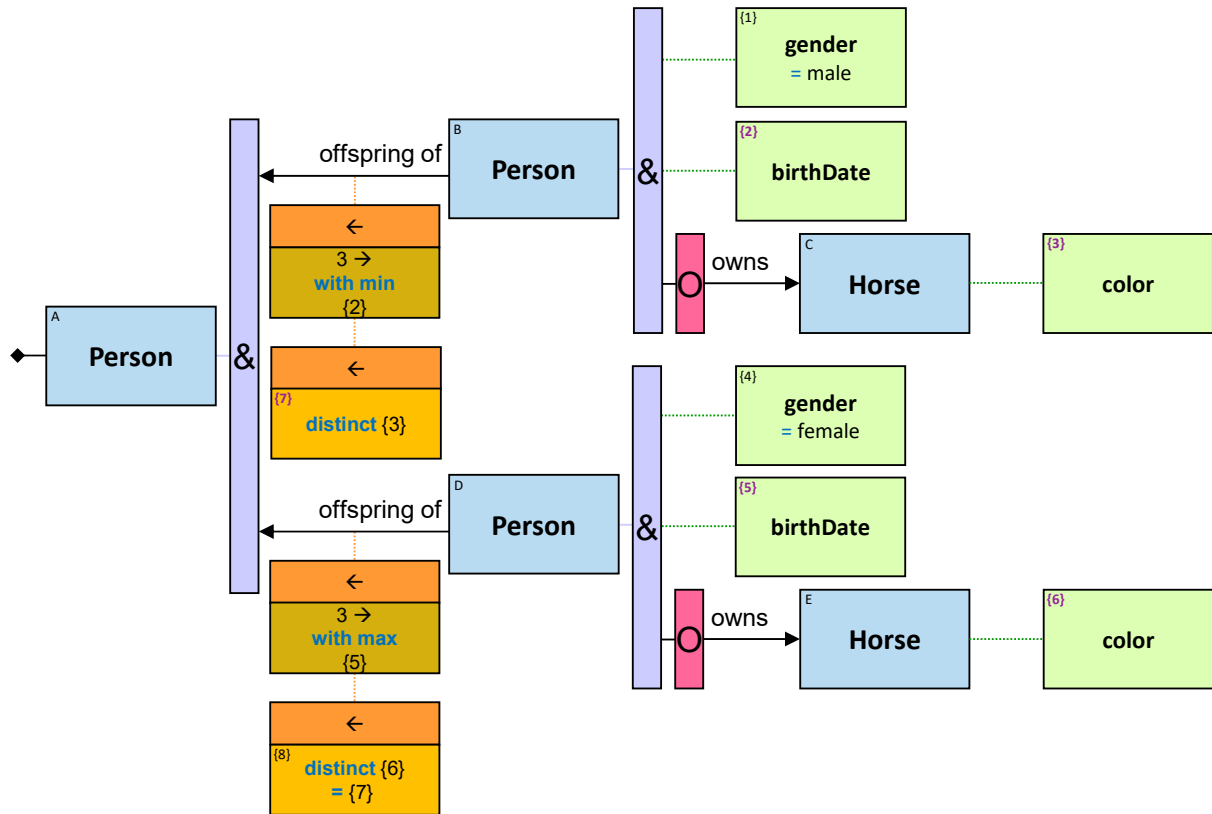 {1}
gender
= male
B
Person
offspring of
&
{2}
birthDate
←
3 →
with min
{2}
O
owns
C
Horse
{3}
color
A
Person
&
←
{7}
distinct {3}
{4}
gender
= female
D
Person
offspring of
&
{5}
birthDate
←
3 →
with max
{5}
O
owns
E
Horse
{6}
color
←
{8}
distinct {6}
= {7}